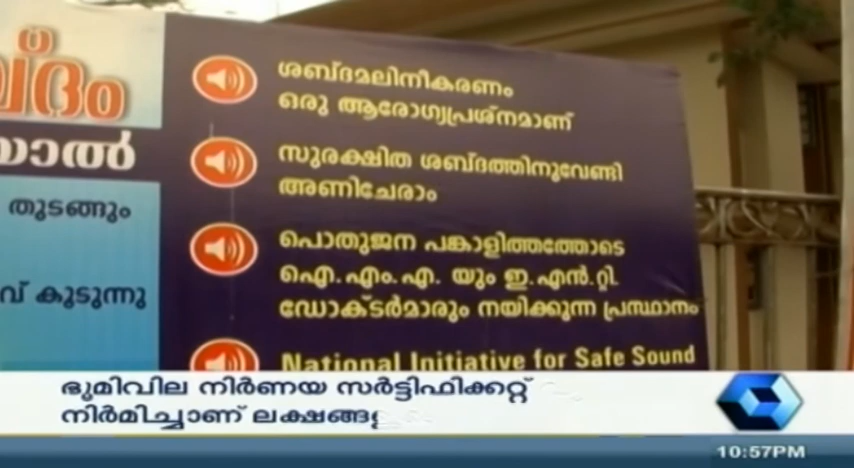 ബ്ദം
യാൽ
തുടങ്ങും
വ് കൂടുന്നു
ശബ്ദമലിനീകരണം
ഒരു ആരോഗ്യപ്രശ്നമാണ്
സുരക്ഷിത ശബ്ദത്തിനുവേണ്ടി
അണിചേരാം
പൊതുജന പങ്കാളിത്തത്തോടെ
ഐ.എം.എ. യും ഇ.എൻ.റ്റി.
ഡോക്ടർമാരും നയിക്കുന്ന പ്രസ്ഥാനം
National Initiative for Safe Sound
ഭൂമിവില നിർണയ സർട്ടിഫിക്കറ്റ്
നിർമിച്ചാണ് ലക്ഷങ്ങ
10:57PM